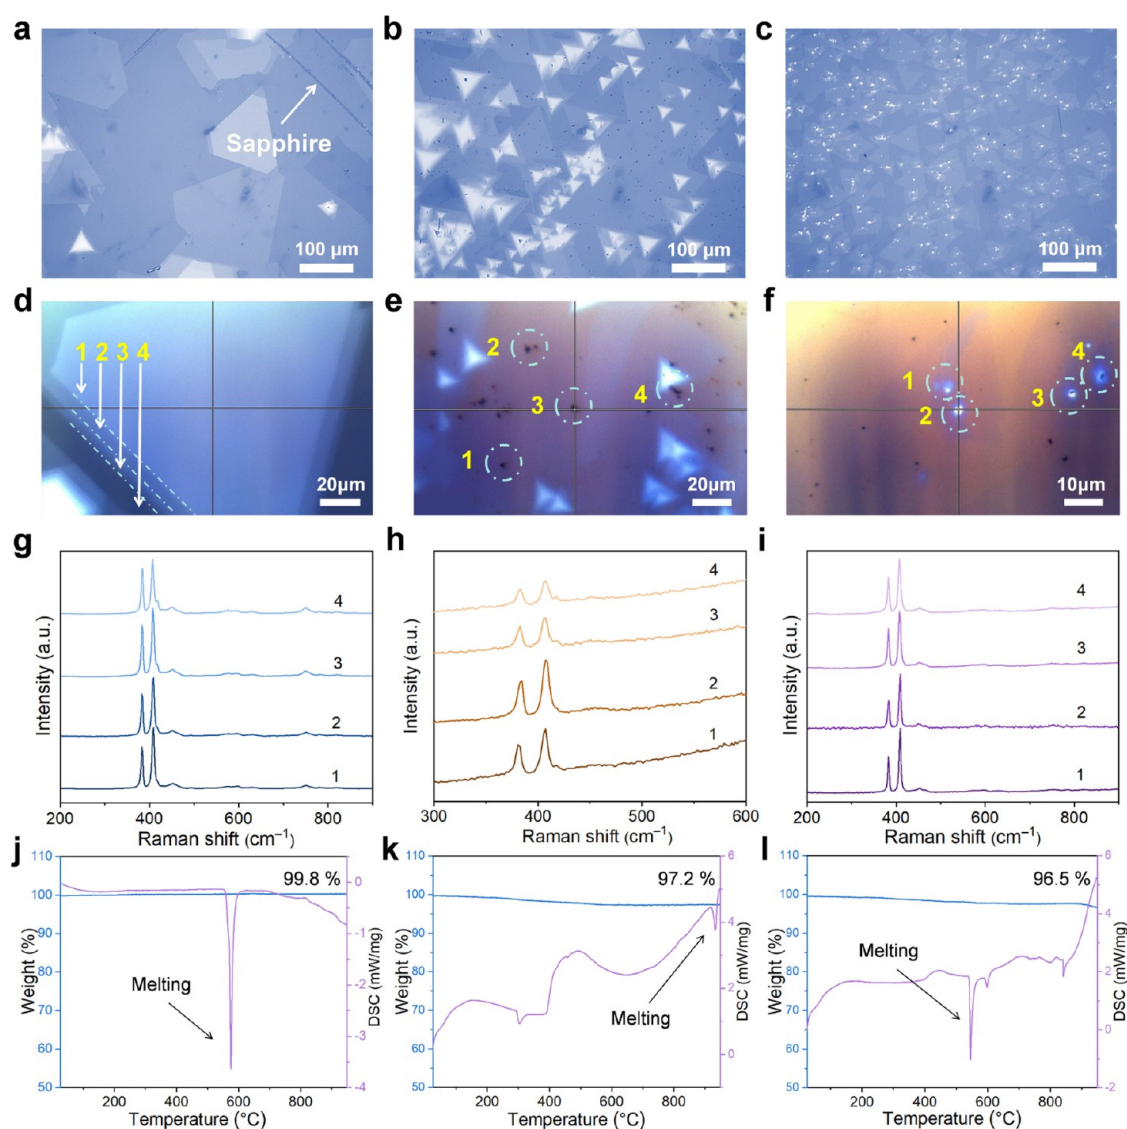 a
Sapphire
100 μm
b
100 μm
c
100 μm
d
1 2 3 4
20μm
e
2
3
4
1
20μm
f
1
2
3
4
10μm
g
Intensity (a.u.)
4
3
2
1
200 400 600 800
Raman shift (cm⁻¹)
h
Intensity (a.u.)
4
3
2
1
300 400 500 600
Raman shift (cm⁻¹)
i
Intensity (a.u.)
4
3
2
1
200 400 600 800
Raman shift (cm⁻¹)
j
Weight (%)
110
100
90
80
70
60
50
99.8 %
Melting
0
-1
-2
-3
-4
DSC (mW/mg)
200 400 600 800
Temperature (°C)
k
Weight (%)
110
100
90
80
70
60
50
97.2 %
Melting
6
4
2
0
DSC (mW/mg)
200 400 600 800
Temperature (°C)
l
Weight (%)
110
100
90
80
70
60
50
96.5 %
Melting
6
4
2
0
-2
DSC (mW/mg)
200 400 600 800
Temperature (°C)